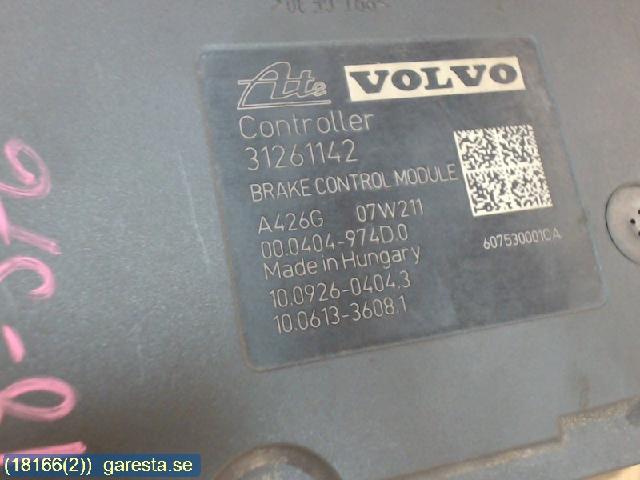 Ate VOLVO
Controller
31261142
BRAKE CONTROL MODULE
A426G 07W211
00.0404-974D.0
Made in Hungary
10.0926-0404.3
10.0613-3608.1
607530001CA
(18166(2)) garesta.se